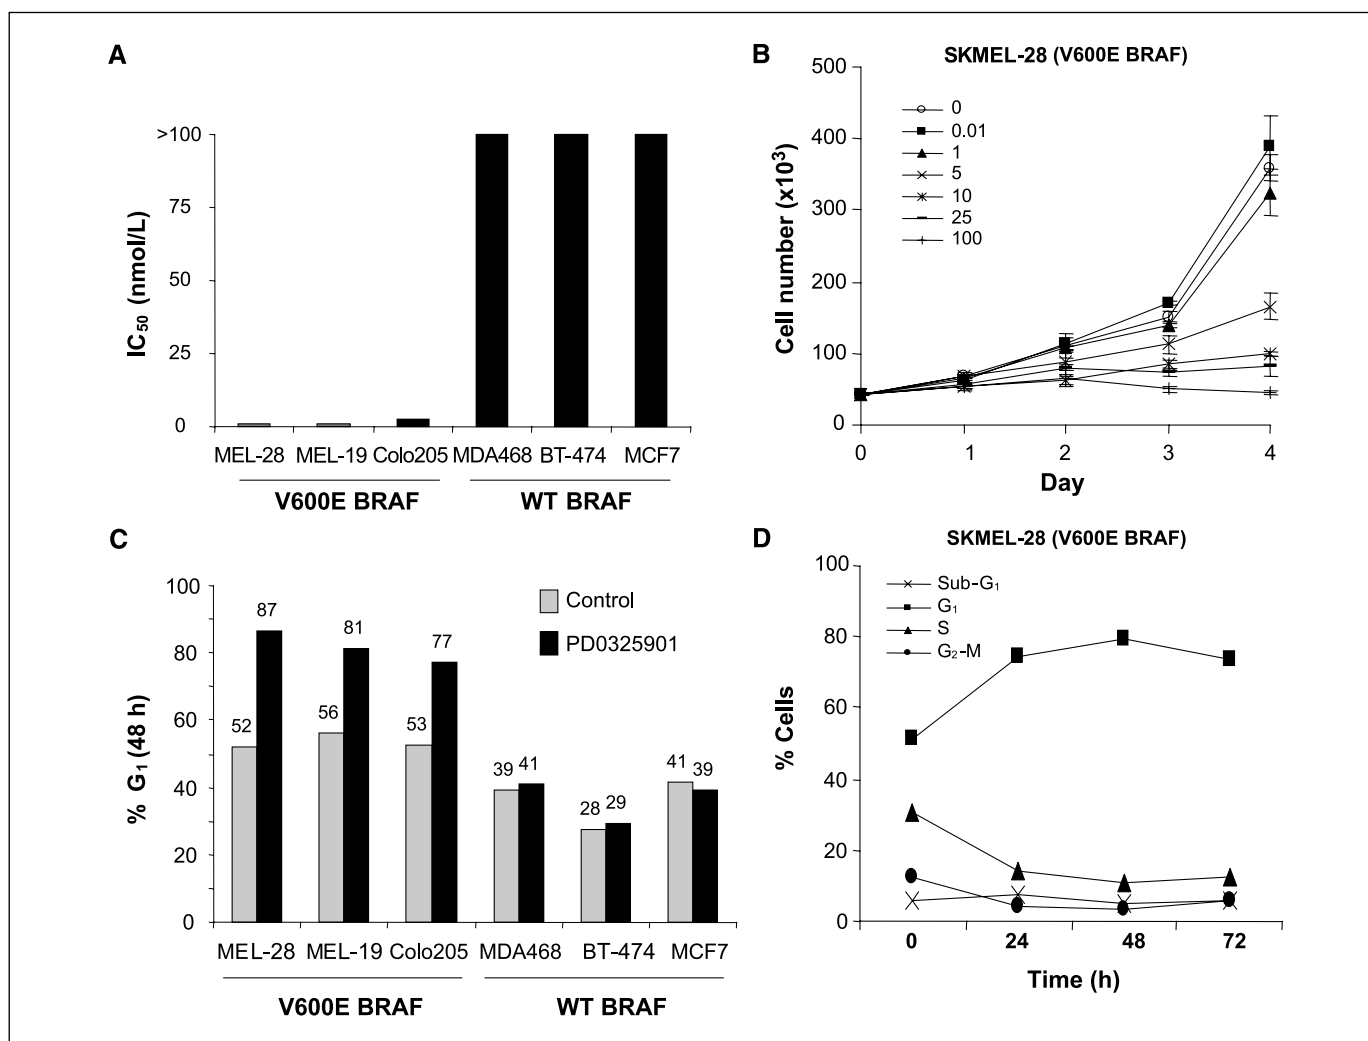 A
>100
75
50
25
0
IC₅₀ (nmol/L)
MEL-28 MEL-19 Colo205 MDA468 BT-474 MCF7
V600E BRAF WT BRAF
B
SKMEL-28 (V600E BRAF)
500
400
300
200
100
0
Cell number (x10³)
0
0.01
1
5
10
25
100
0 1 2 3 4
Day
C
100
80
60
40
20
0
% G₁ (48 h)
Control
PD0325901
52 87 56 81 53 77 39 41 28 29 41 39
MEL-28 MEL-19 Colo205 MDA468 BT-474 MCF7
V600E BRAF WT BRAF
D
SKMEL-28 (V600E BRAF)
100
80
60
40
20
0
% Cells
Sub-G₁
G₁
S
G₂-M
0 24 48 72
Time (h)